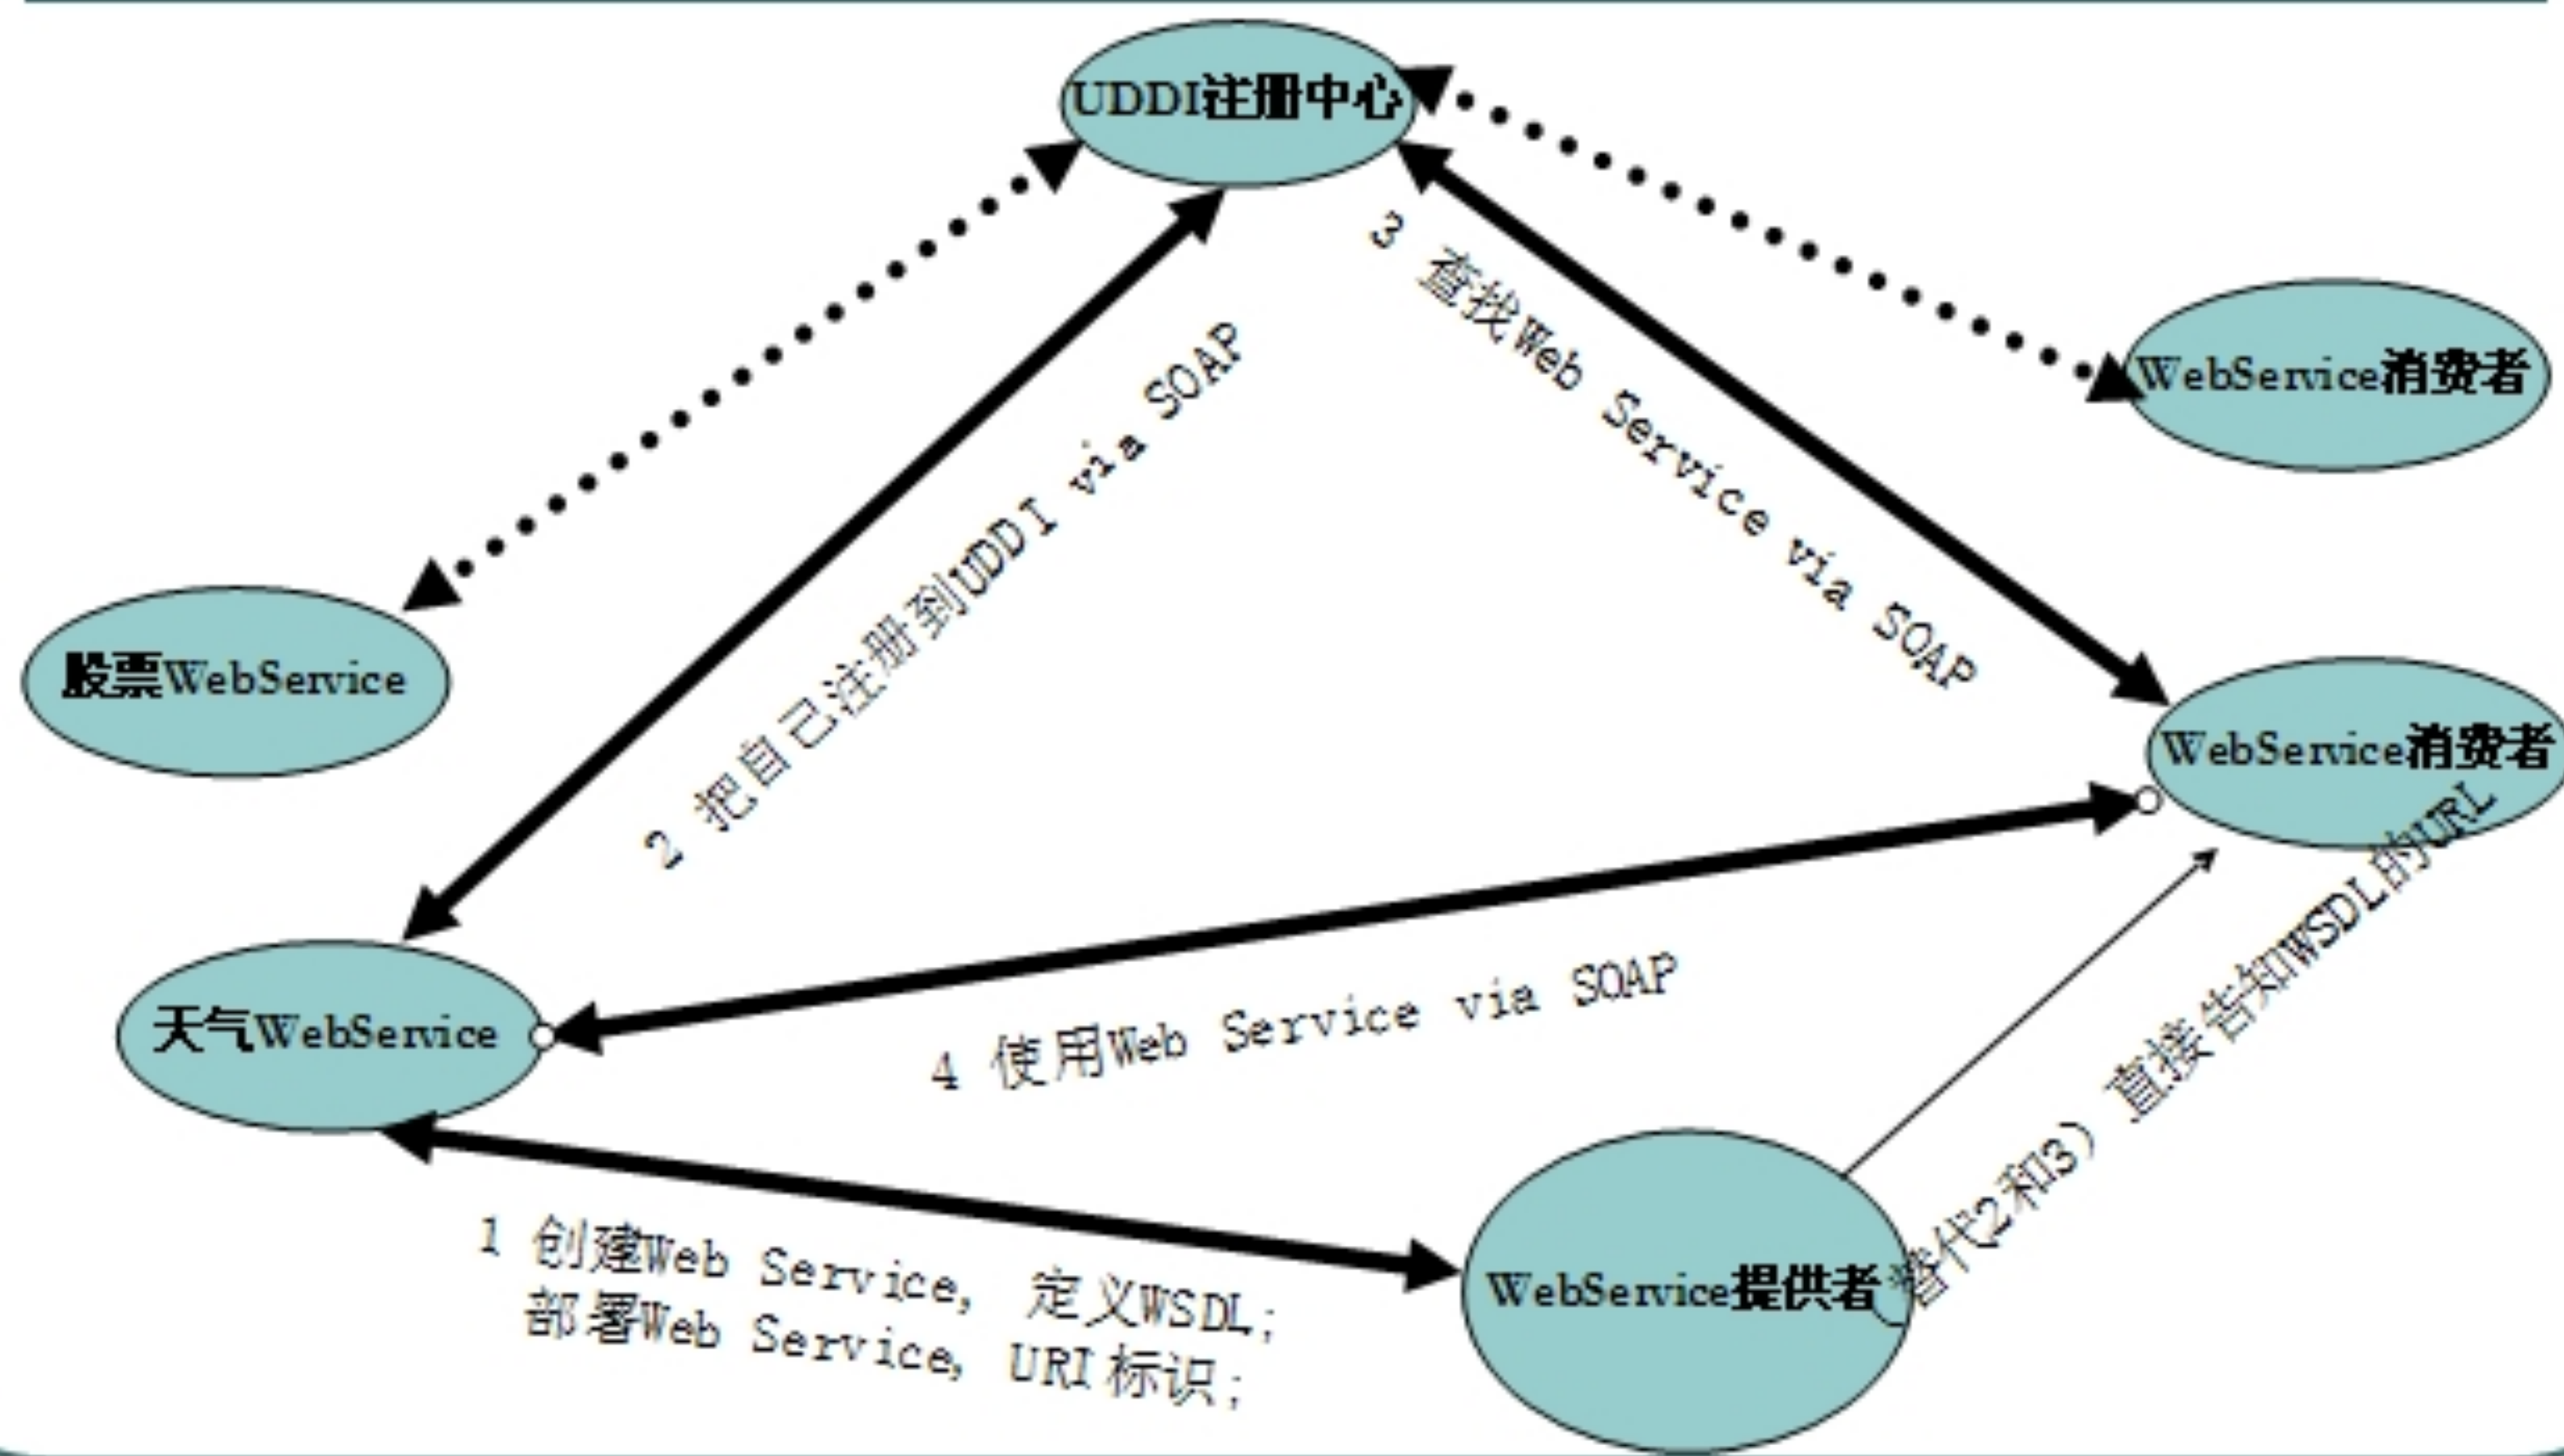 UDDI注册中心
3 查找Web Service via SOAP
WebService消费者
2 把自己注册到UDDI via SOAP
股票WebService
WebService消费者
天气WebService
4 使用Web Service via SOAP
1 创建Web Service, 定义WSDL;
部署Web Service, URI标识;
WebService提供者
(替代2和3) 直接告知WSDL的URL